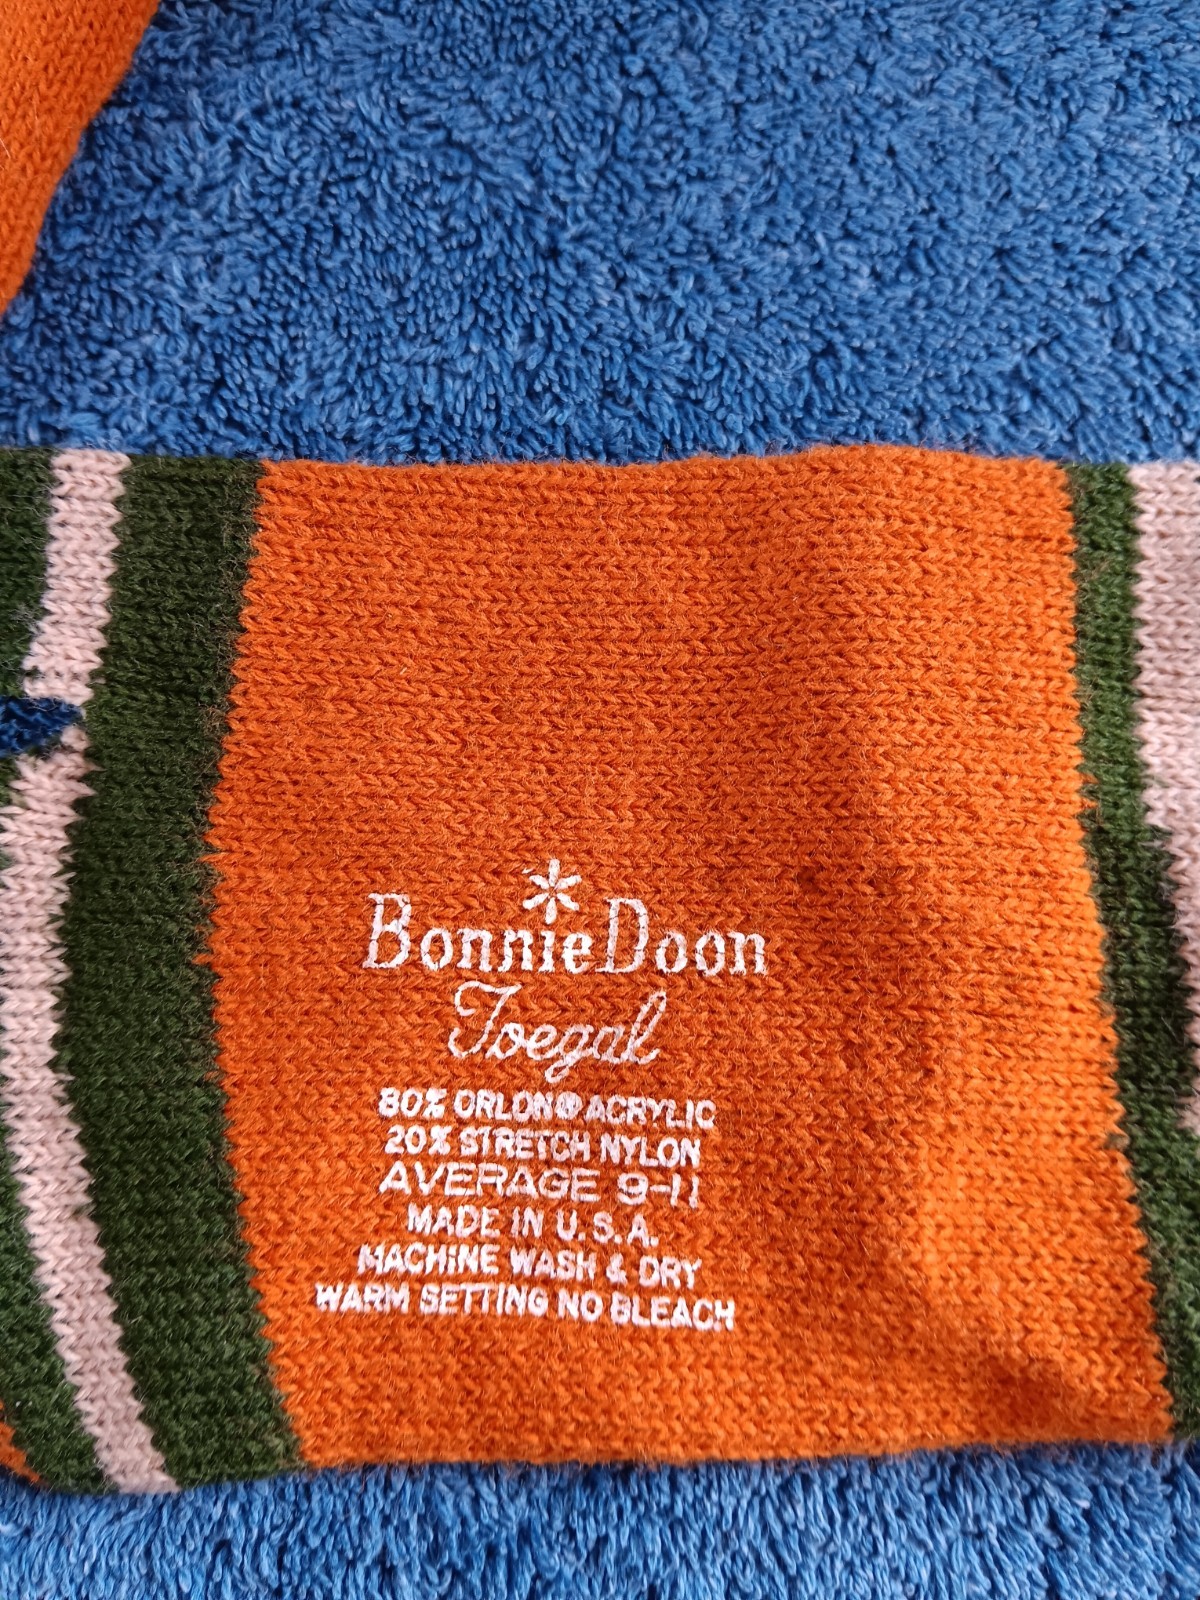 Bonnie Doon
Toegal
80% ORLON® ACRYLIC
20% STRETCH NYLON
AVERAGE 9-11
MADE IN U.S.A.
MACHINE WASH & DRY
WARM SETTING NO BLEACH